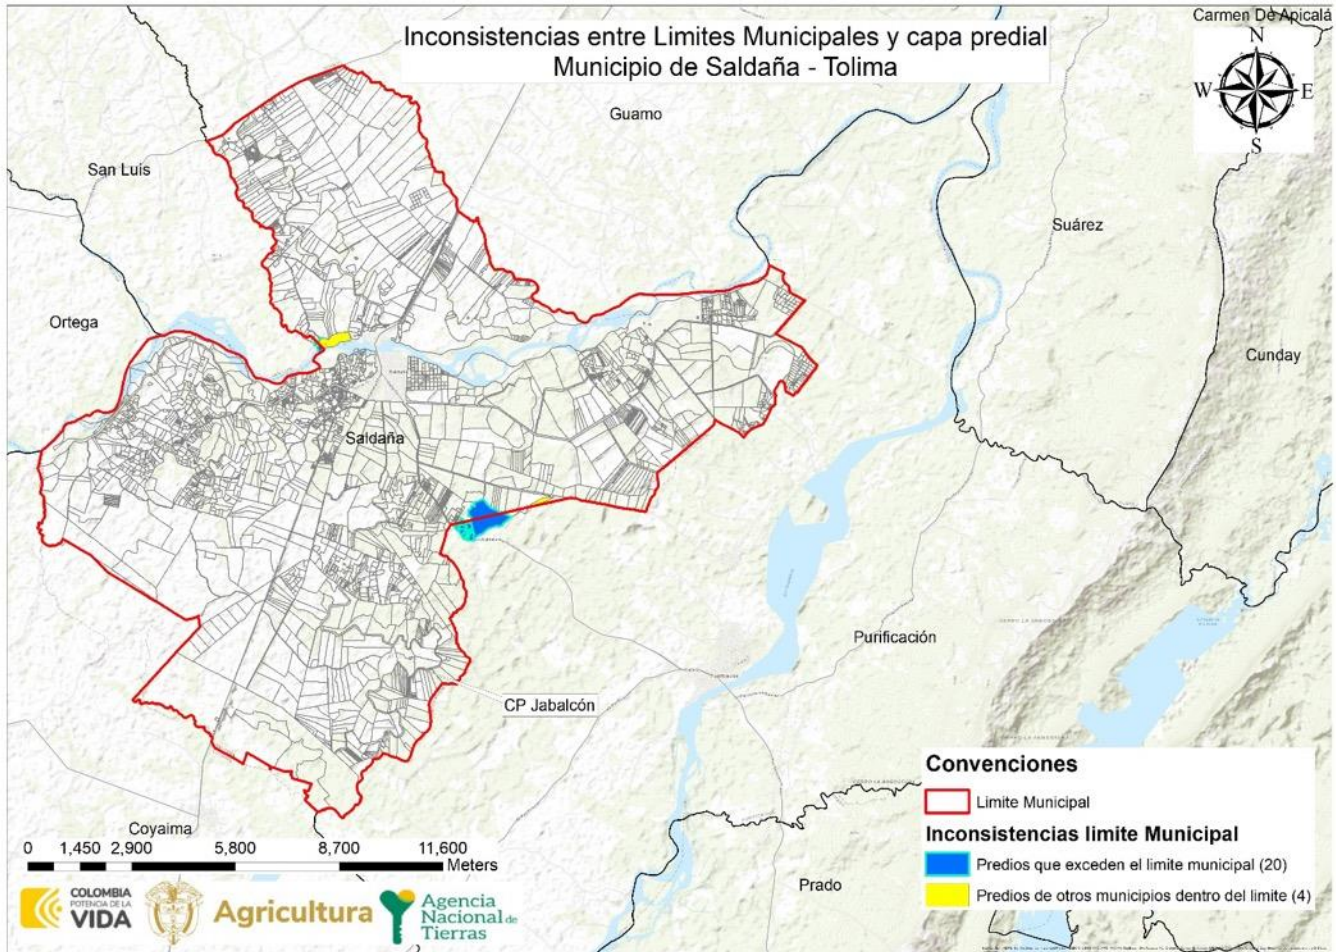 Carmen De Apicalá
Inconsistencias entre Limites Municipales y capa predial
Municipio de Saldaña - Tolima
N
W
E
S
Guamo
San Luis
Suárez
Ortega
Cunday
Saldaña
Purificación
CP Jabalcón
Convenciones
Limite Municipal
Inconsistencias limite Municipal
Predios que exceden el limite municipal (20)
Predios de otros municipios dentro del limite (4)
Coyaima
0 1,450 2,900 5,800 8,700 11,600
Meters
Prado
COLOMBIA
POTENCIA DE LA
VIDA
Agricultura
Agencia
Nacional de
Tierras